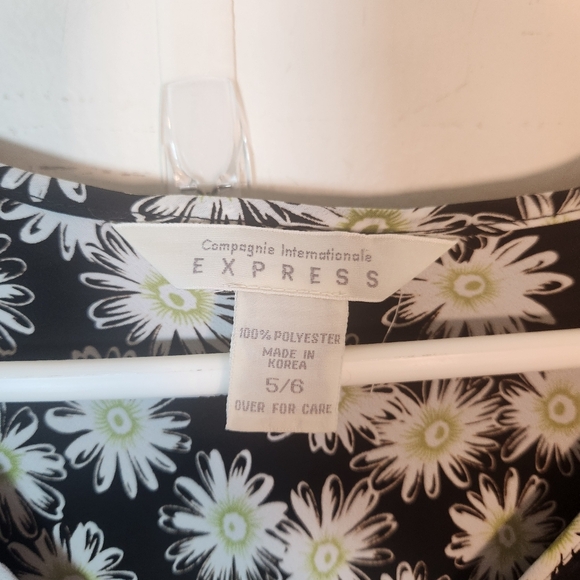 Compagnie Internationale
EXPRESS
100% POLYESTER
MADE IN
KOREA
5/6
OVER FOR CARE